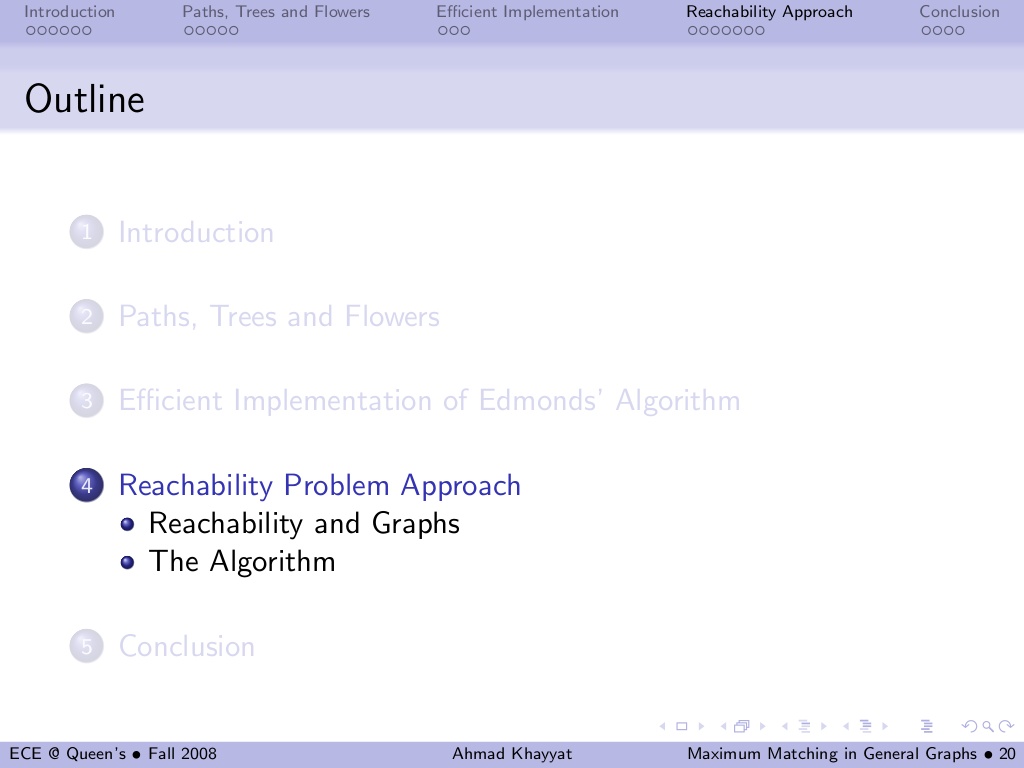 Introduction Paths, Trees and Flowers Efficient Implementation Reachability Approach Conclusion
Outline
1 Introduction
2 Paths, Trees and Flowers
3 Efficient Implementation of Edmonds' Algorithm
4 Reachability Problem Approach
Reachability and Graphs
The Algorithm
5 Conclusion
ECE @ Queen's • Fall 2008 Ahmad Khayyat Maximum Matching in General Graphs • 20